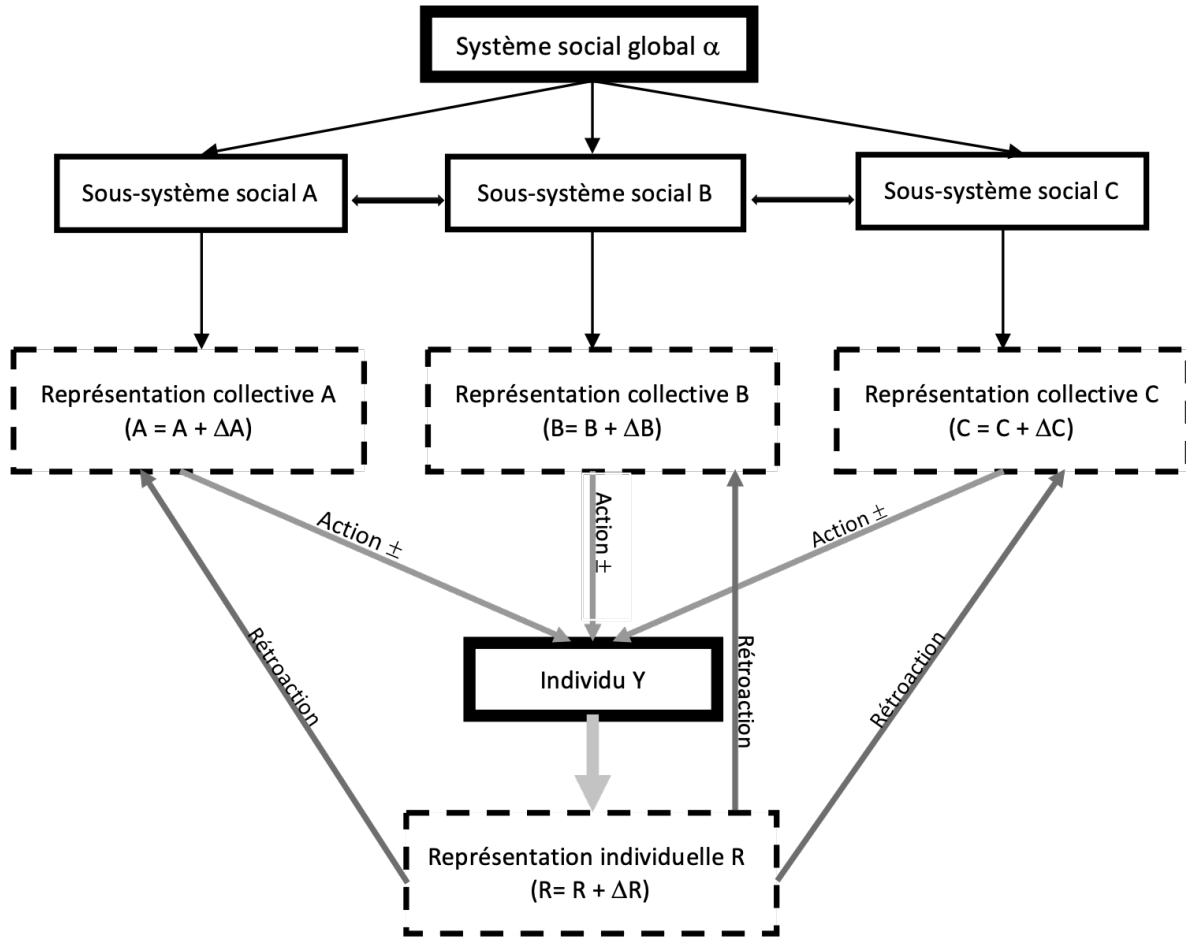 Système social global α
Sous-système social A
Sous-système social B
Sous-système social C
Représentation collective A
(A = A + ΔA)
Représentation collective B
(B= B + ΔB)
Représentation collective C
(C = C + ΔC)
Action ±
Action ±
Action ±
Rétroaction
Rétroaction
Rétroaction
Individu Y
Représentation individuelle R
(R= R + ΔR)